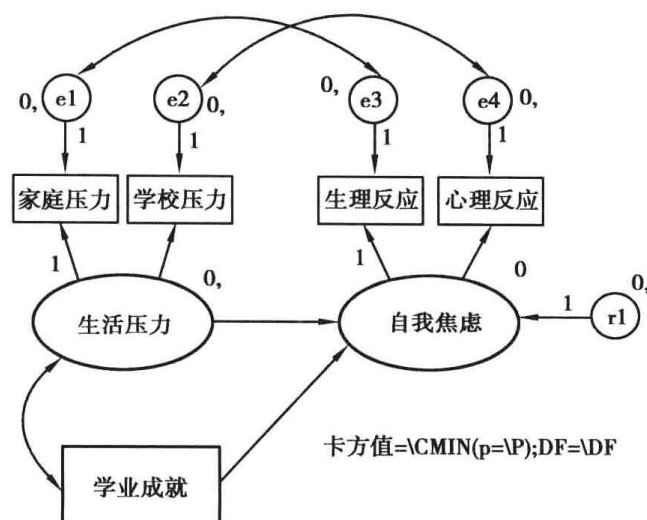 0, e1 e2 0, 0, e3 e4 0,
1 1 1 1
家庭压力 学校压力 生理反应 心理反应
1 0, 1 0 0,
生活压力 自我焦虑 1 r1
卡方值=\CMIN(p=\P);DF=\DF
学业成就